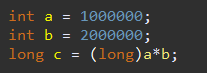 int a = 1000000;
int b = 2000000;
long c = (long)a*b;